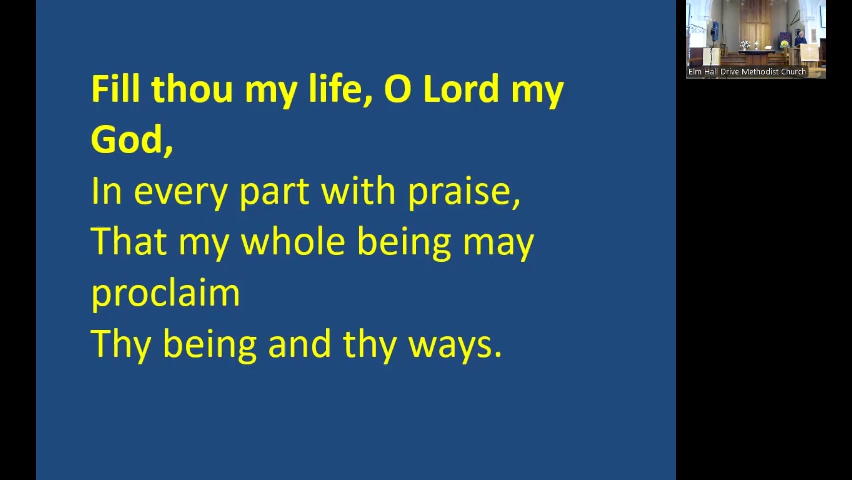 Fill thou my life, O Lord my
God,
In every part with praise,
That my whole being may
proclaim
Thy being and thy ways.
Elm Hall Drive Methodist Church